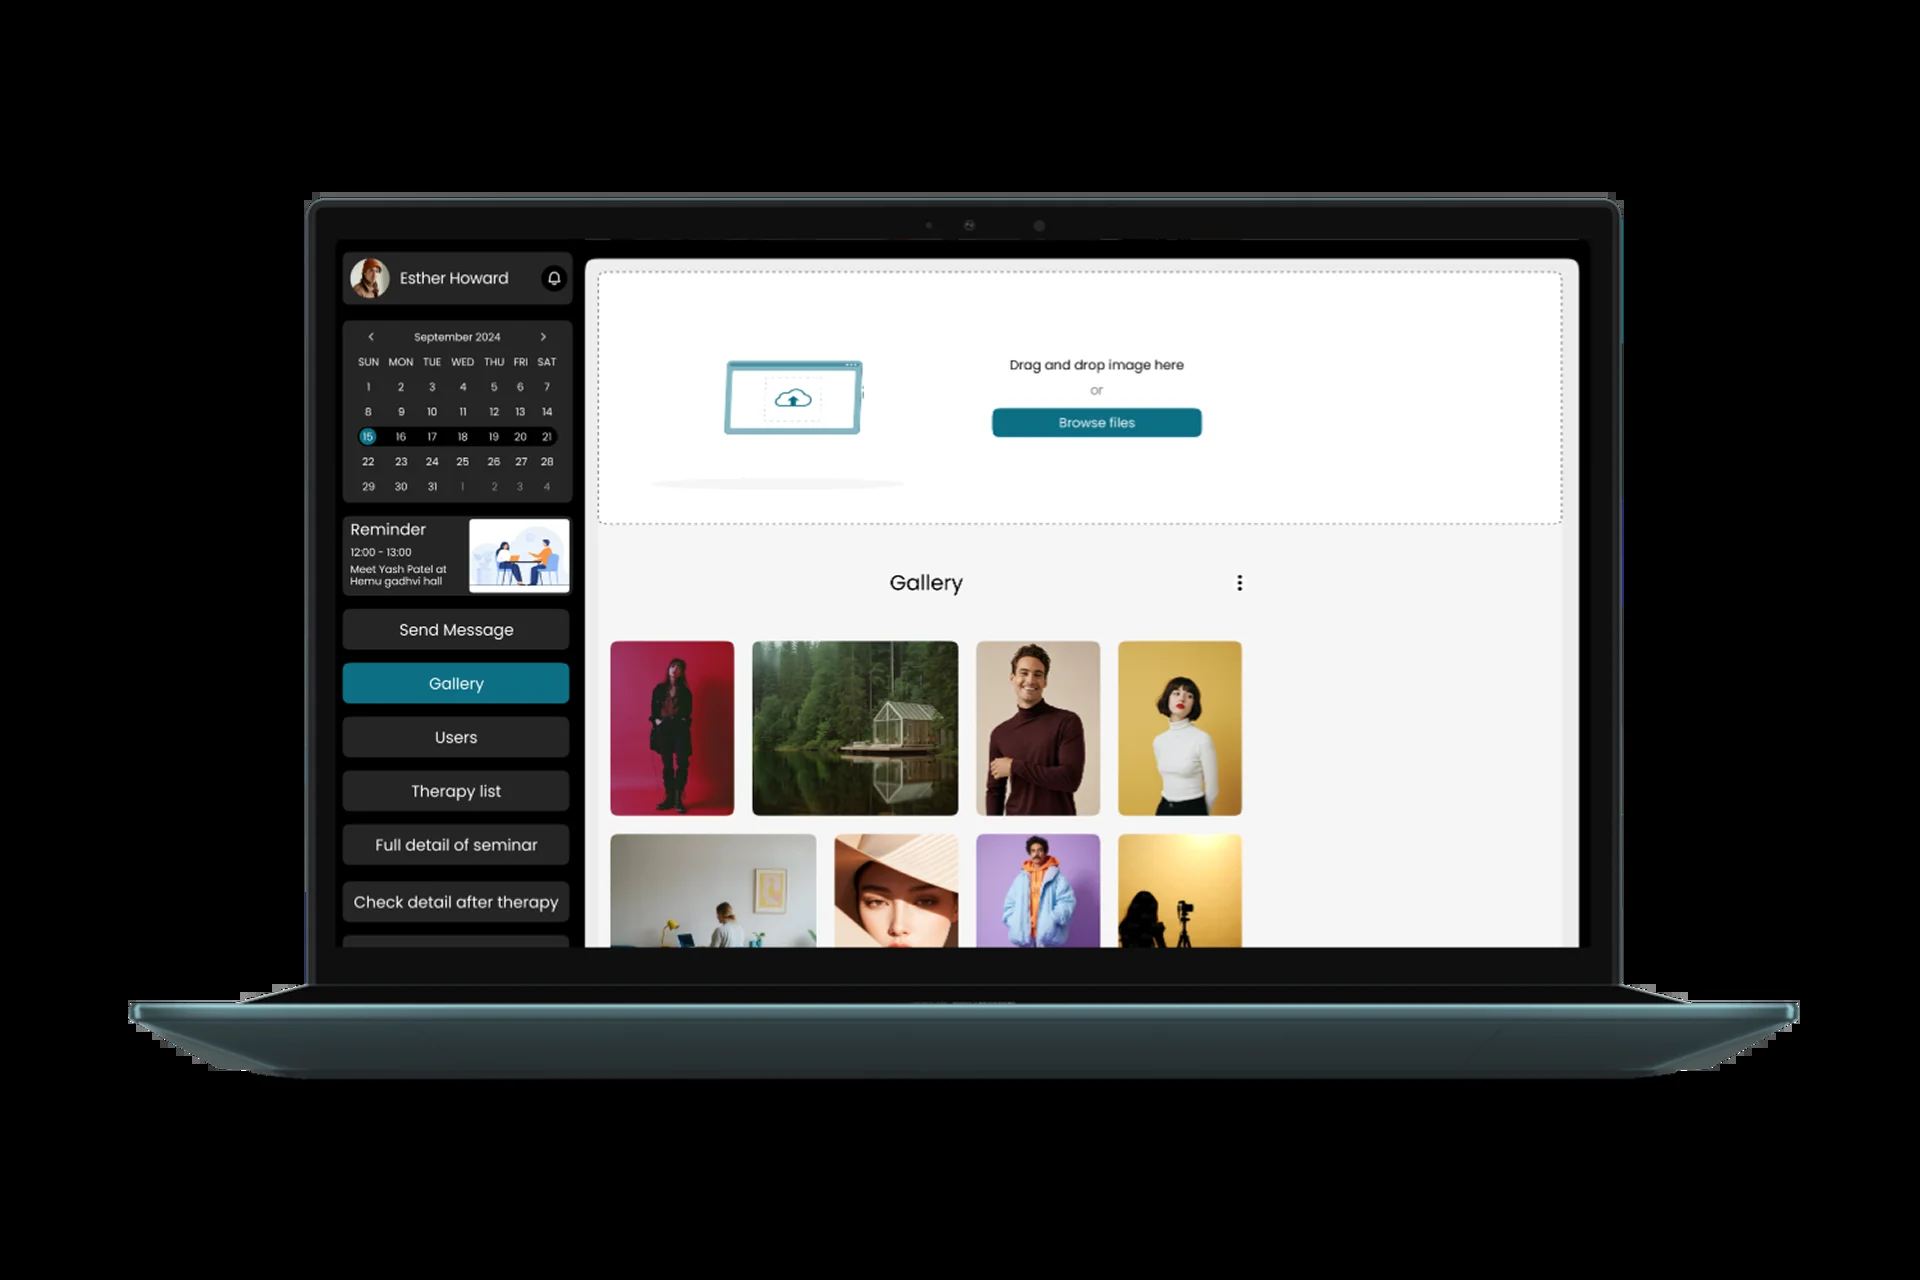 Esther Howard
September 2024
SUN MON TUE WED THU FRI SAT
1 2 3 4 5 6 7
8 9 10 11 12 13 14
15 16 17 18 19 20 21
22 23 24 25 26 27 28
29 30 31 1 2 3 4
Reminder
12:00 - 13:00
Meet Yash Patel at
Hemu gadhvi hall
Send Message
Gallery
Users
Therapy list
Full detail of seminar
Check detail after therapy
Drag and drop image here
or
Browse files
Gallery